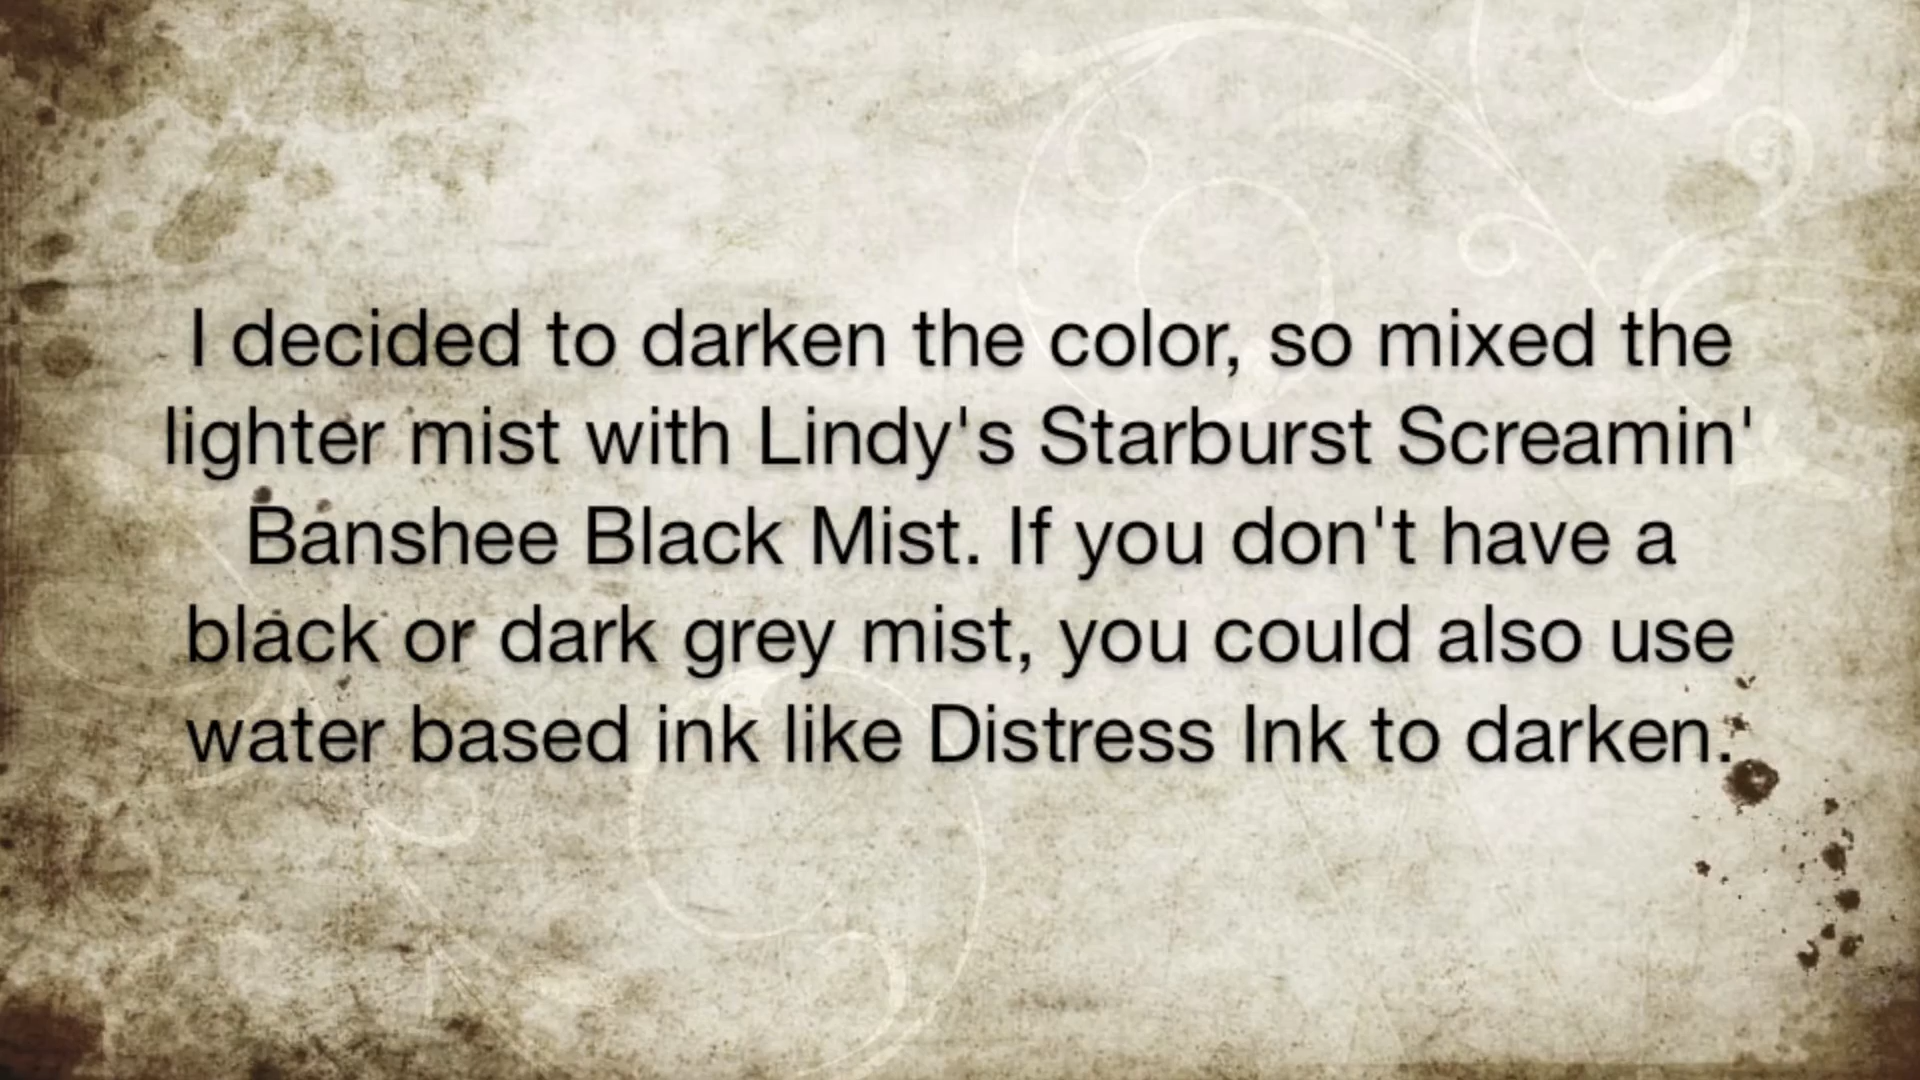 I decided to darken the color, so mixed the
lighter mist with Lindy's Starburst Screamin'
Banshee Black Mist. If you don't have a
black or dark grey mist, you could also use
water based ink like Distress Ink to darken.